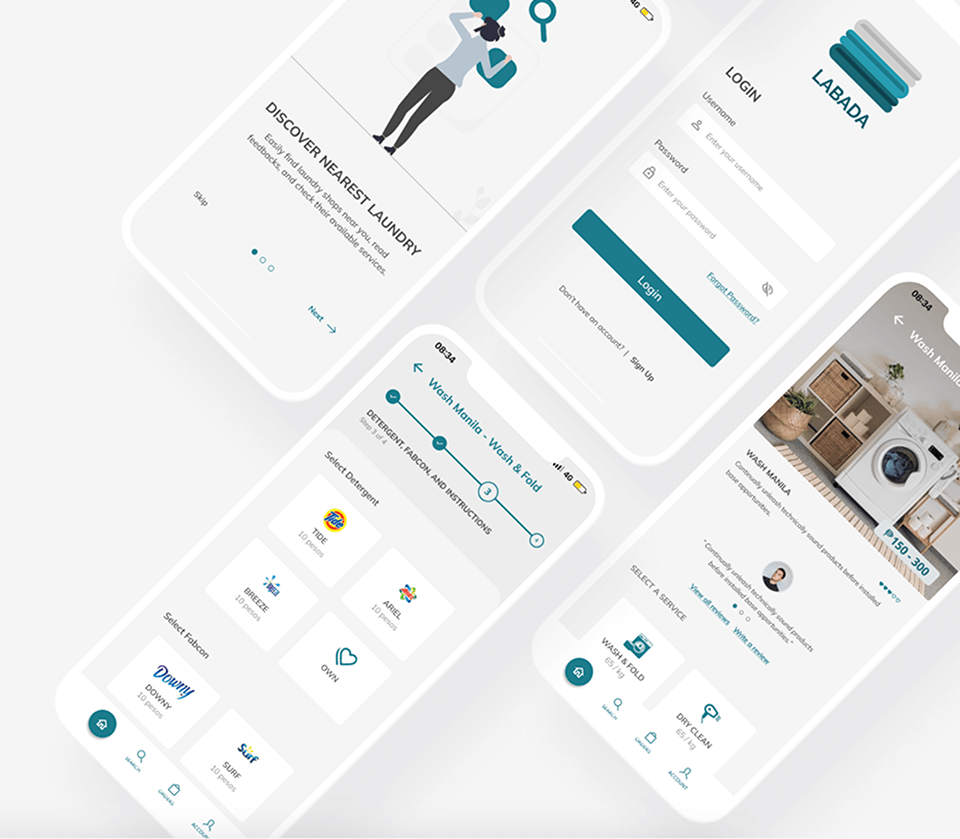 4G
DISCOVER NEAREST LAUNDRY
Easily find laundry shops near you, read
feedbacks, and check their available services.
Skip
Next
LABADA
LOGIN
Username
Enter your username
Password
Enter your password
Forgot Password?
Login
Don't have an account? | Sign Up
08:34
4G
Wash Manila - Wash & Fold
3
4
DETERGENT, FABCON, AND INSTRUCTIONS
Step 3 of 4
Select Detergent
Tide
TIDE
10 pesos
ARIEL
10 pesos
BREEZE
10 pesos
OWN
Select Fabcon
Downy
DOWNY
10 pesos
Surf
SURF
10 pesos
SEARCH
ACCOUNT
08:34
Wash Manila
₱150 - 300
WASH MANILA
Continually unleash technically sound products before installed
base opportunities.
" Continually unleash technically sound products
before installed base opportunities."
View all reviews
Write a review
SELECT A SERVICE
WASH & FOLD
65 / kg
DRY CLEAN
65 / kg
SEARCH
ACCOUNT